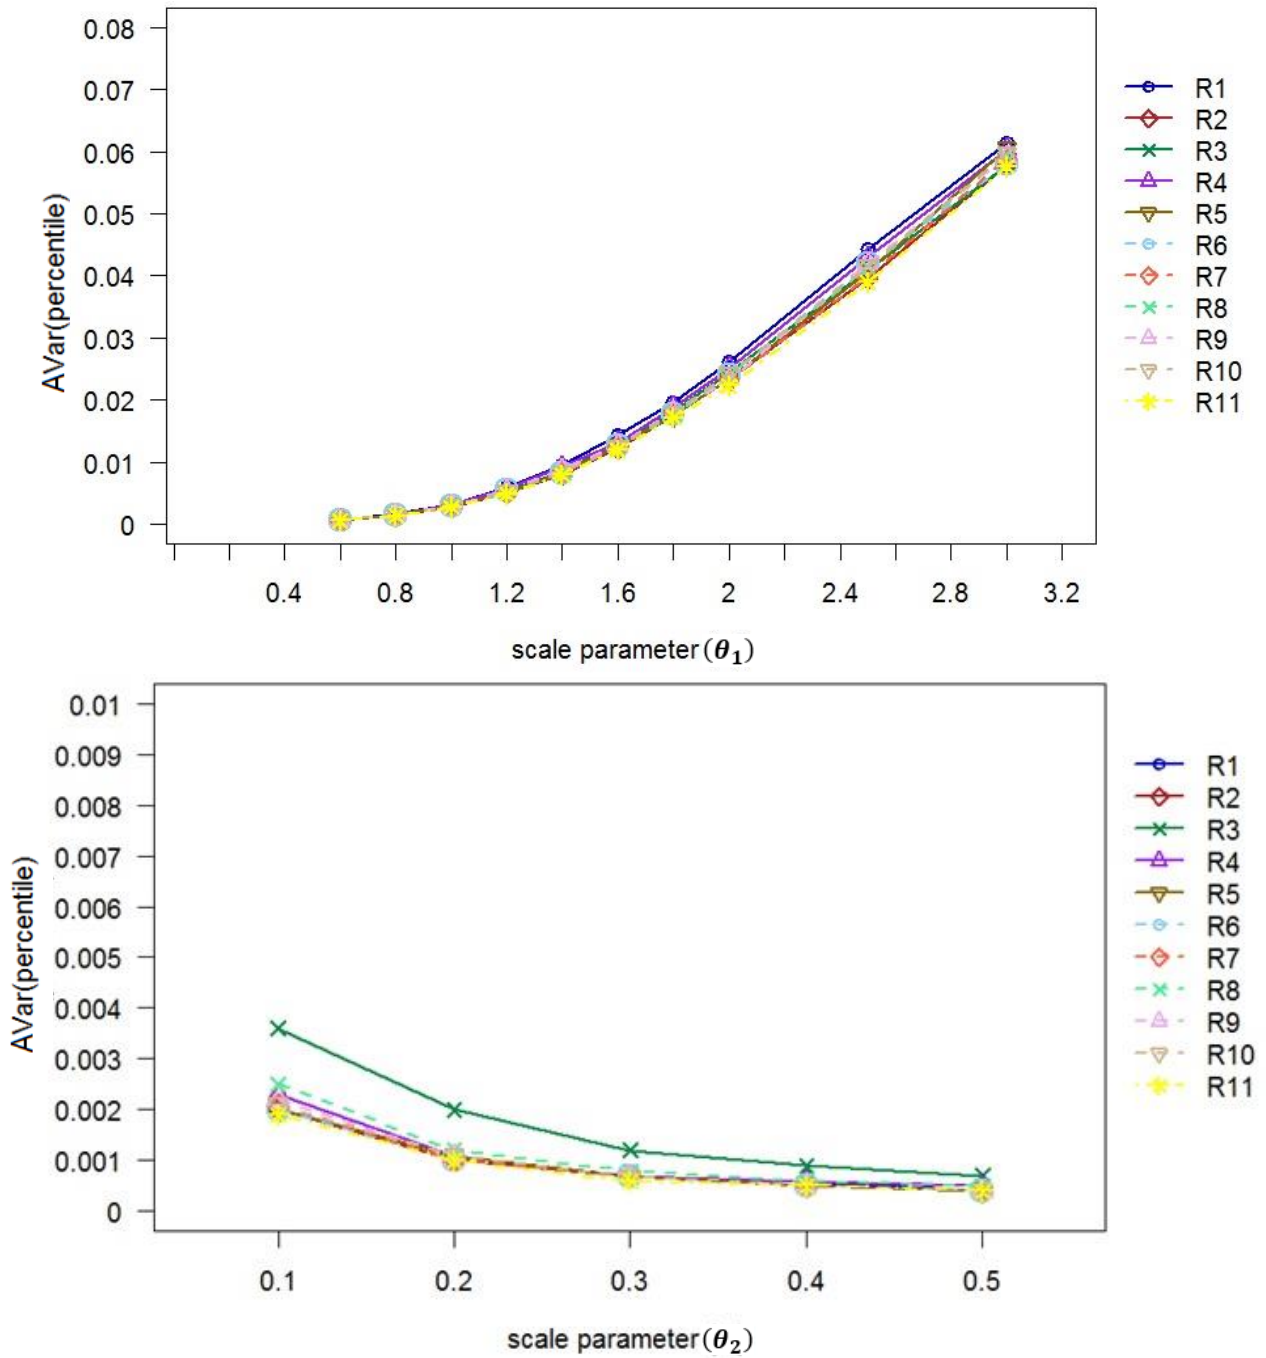 0.08
0.07
0.06
0.05
0.04
0.03
0.02
0.01
0
AVar(percentile)
0.4 0.8 1.2 1.6 2 2.4 2.8 3.2
scale parameter(θ₁)
R1
R2
R3
R4
R5
R6
R7
R8
R9
R10
R11
0.01
0.009
0.008
0.007
0.006
0.005
0.004
0.003
0.002
0.001
0
AVar(percentile)
0.1 0.2 0.3 0.4 0.5
scale parameter(θ₂)
R1
R2
R3
R4
R5
R6
R7
R8
R9
R10
R11